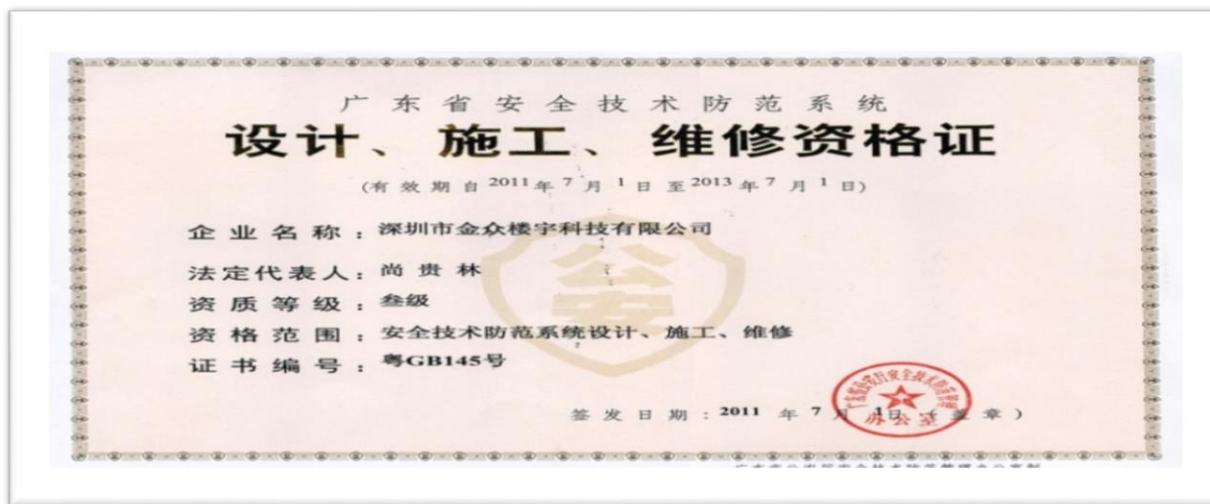 广东省安全技术防范系统
设计、施工、维修资格证
(有效期自2011年7月1日至2013年7月1日)
企业名称：深圳市金众楼宇科技有限公司
法定代表人：尚贵林
资质等级：叁级
资格范围：安全技术防范系统设计、施工、维修
证书编号：粤GB145号
公安
签发日期：2011年7月1日（盖章）
办公室